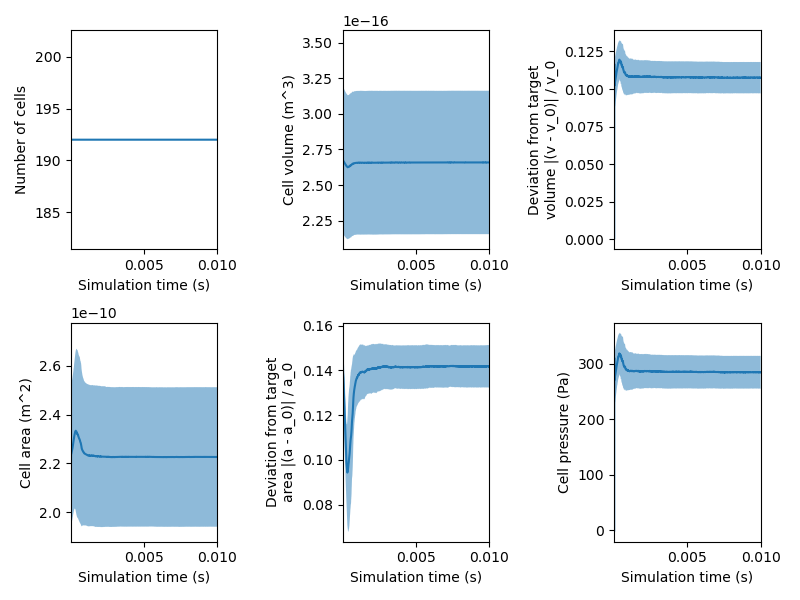 200
195
190
185
Number of cells
0.005
0.010
Simulation time (s)
1e−16
3.50
3.25
3.00
2.75
2.50
2.25
Cell volume (m^3)
0.005
0.010
Simulation time (s)
0.125
0.100
0.075
0.050
0.025
0.000
Deviation from target
volume |(v - v_0)| / v_0
0.005
0.010
Simulation time (s)
1e−10
2.6
2.4
2.2
2.0
Cell area (m^2)
0.005
0.010
Simulation time (s)
0.16
0.14
0.12
0.10
0.08
Deviation from target
area |(a - a_0)| / a_0
0.005
0.010
Simulation time (s)
300
200
100
0
Cell pressure (Pa)
0.005
0.010
Simulation time (s)